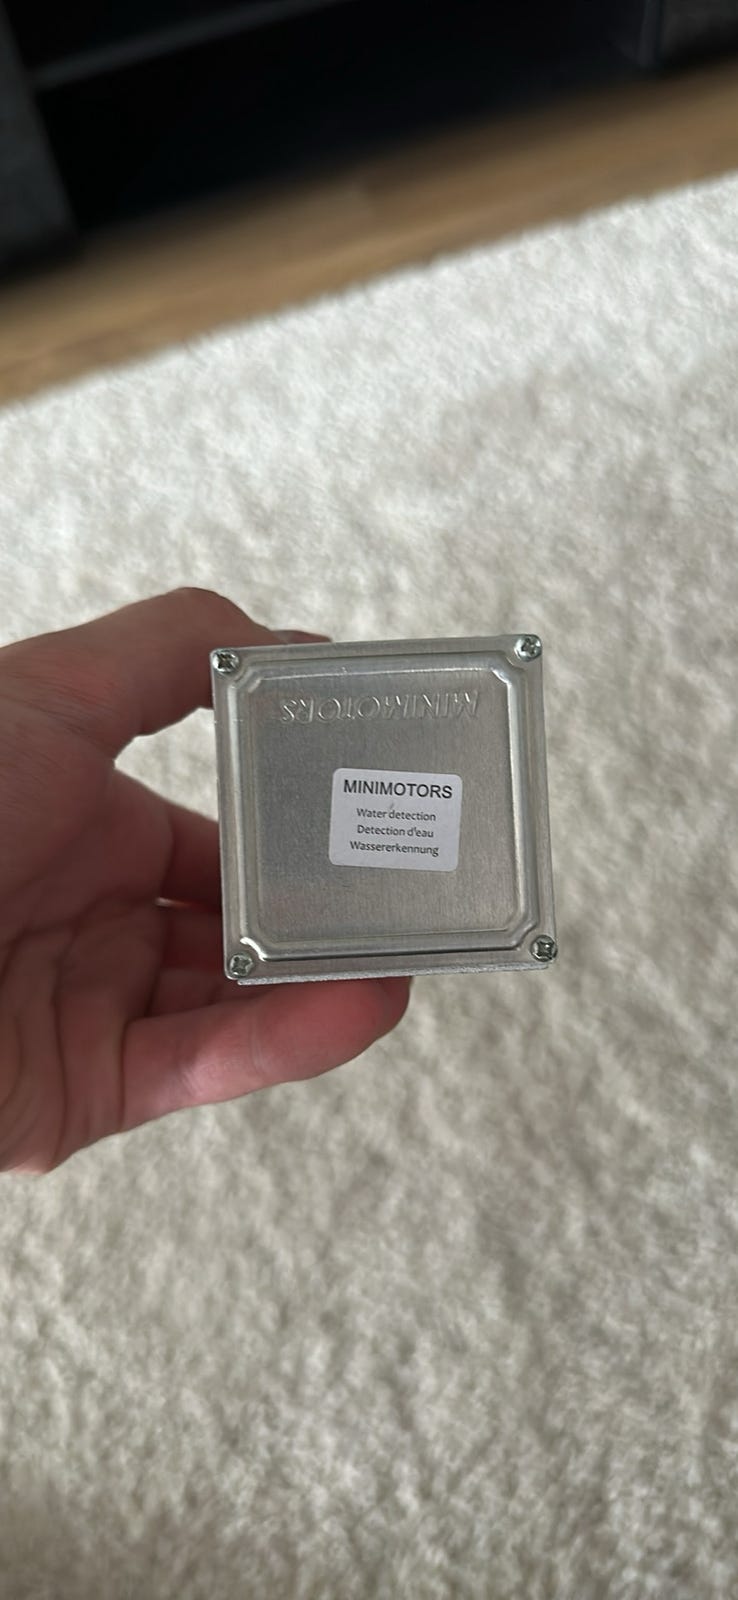 MINIMOTORS
MINIMOTORS
Water detection
Detection d'eau
Wassererkennung